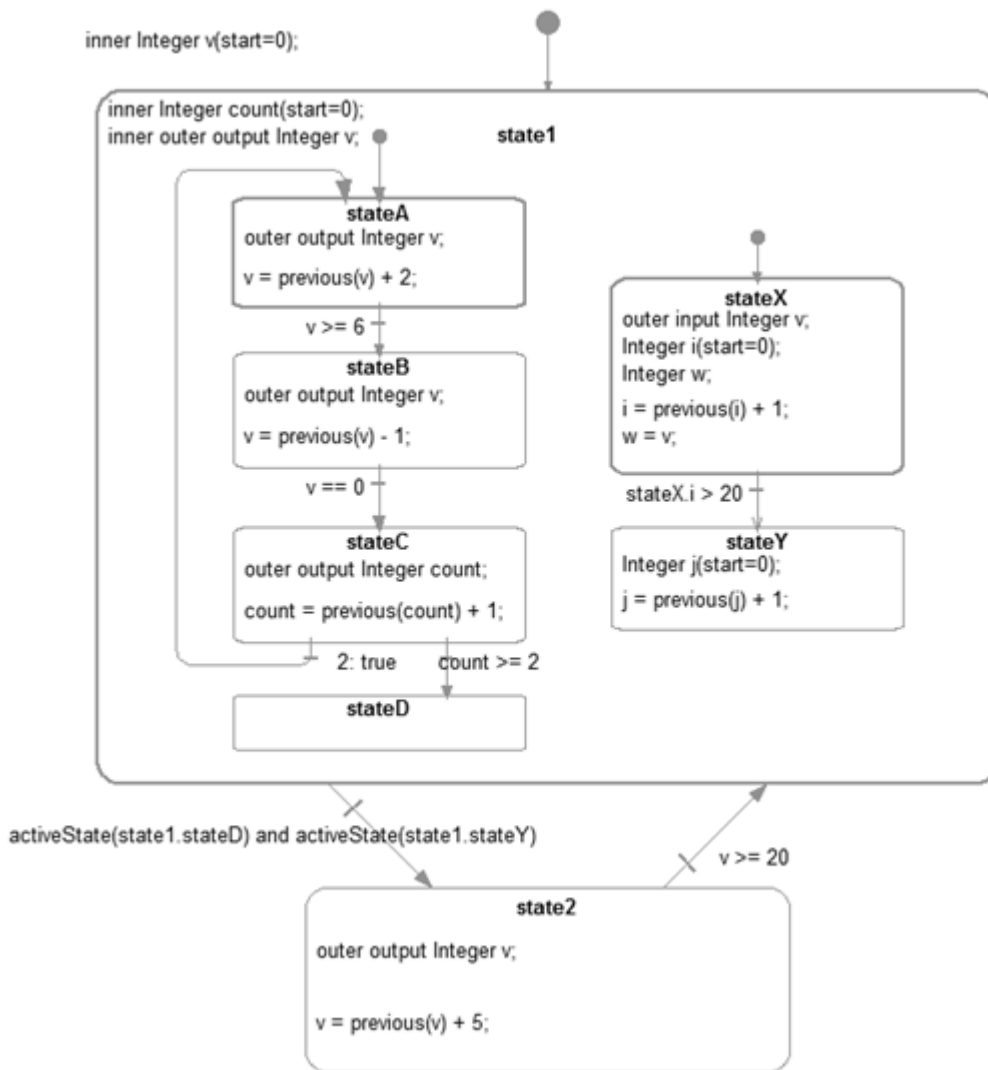 inner Integer v(start=0);
inner Integer count(start=0);
inner outer output Integer v;
state1
stateA
outer output Integer v;
v = previous(v) + 2;
v >= 6
stateB
outer output Integer v;
v = previous(v) - 1;
v == 0
stateC
outer output Integer count;
count = previous(count) + 1;
2: true
count >= 2
stateD
stateX
outer input Integer v;
Integer i(start=0);
Integer w;
i = previous(i) + 1;
w = v;
stateX.i > 20
stateY
Integer j(start=0);
j = previous(j) + 1;
activeState(state1.stateD) and activeState(state1.stateY)
v >= 20
state2
outer output Integer v;
v = previous(v) + 5;